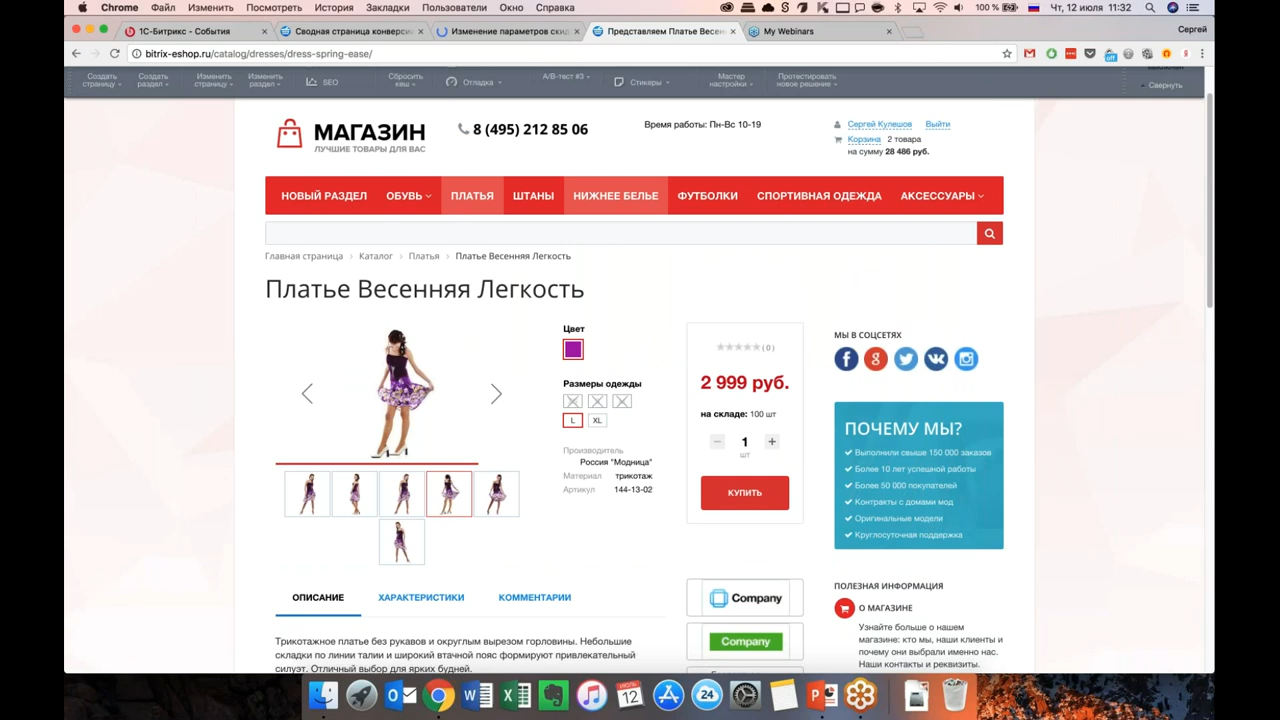 Chrome Файл Изменить Посмотреть История Закладки Пользователи Окно Справка 100 % Чт, 12 июля 11:32
1С-Битрикс - События
Сводная страница конверсии
Изменение параметров скид
Представляем Платье Весен
My Webinars
Сергей
bitrix-eshop.ru/catalog/dresses/dress-spring-ease/
Создать страницу
Создать раздел
Изменить страницу
Изменить раздел
SEO
Сбросить кеш
Отладка
A/B-тест #3
Стикеры
Мастер настройки
Протестировать новое решение
Свернуть
МАГАЗИН
ЛУЧШИЕ ТОВАРЫ ДЛЯ ВАС
8 (495) 212 85 06
Время работы: Пн-Вс 10-19
Сергей Кулешов Выйти
Корзина 2 товара
на сумму 28 486 руб.
НОВЫЙ РАЗДЕЛ ОБУВЬ ПЛАТЬЯ ШТАНЫ НИЖНЕЕ БЕЛЬЕ ФУТБОЛКИ СПОРТИВНАЯ ОДЕЖДА АКСЕССУАРЫ
Главная страница Каталог Платья Платье Весенняя Легкость
Платье Весенняя Легкость
Цвет
Размеры одежды
L XL
Производитель
Россия "Модница"
Материал трикотаж
Артикул 144-13-02
( 0 )
2 999 руб.
на складе: 100 шт
1
шт
КУПИТЬ
МЫ В СОЦСЕТЯХ
ПОЧЕМУ МЫ?
Выполнили свыше 150 000 заказов
Более 10 лет успешной работы
Более 50 000 покупателей
Контракты с домами мод
Оригинальные модели
Круглосуточная поддержка
ОПИСАНИЕ ХАРАКТЕРИСТИКИ КОММЕНТАРИИ
Трикотажное платье без рукавов и округлым вырезом горловины. Небольшие
складки по линии талии и широкий втачной пояс формируют привлекательный
силуэт. Отличный выбор для ярких будней.
Company
Company
ПОЛЕЗНАЯ ИНФОРМАЦИЯ
О МАГАЗИНЕ
Узнайте больше о нашем
магазине: кто мы, наши клиенты и
почему они выбрали именно нас.
Наши контакты и реквизиты.